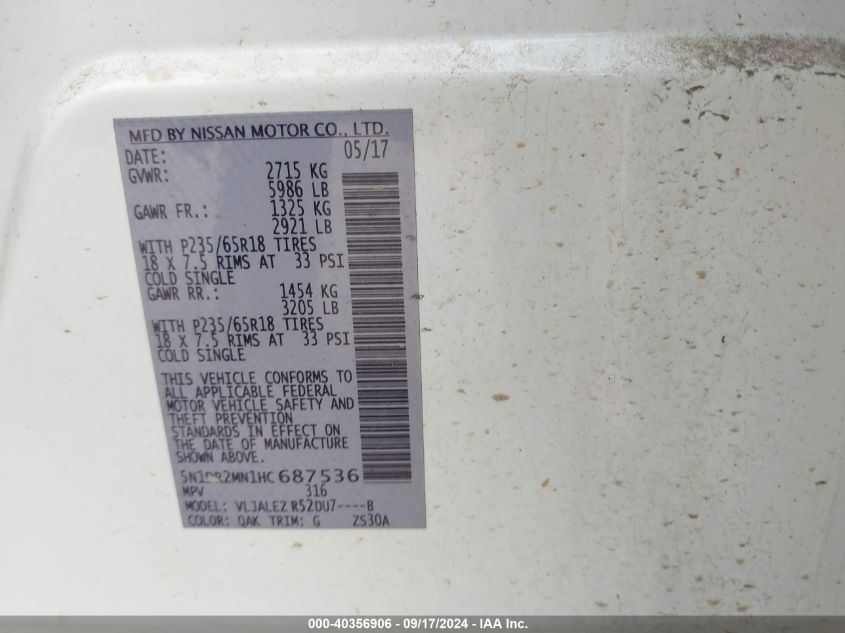 MFD BY NISSAN MOTOR CO., LTD.
DATE: 05/17
GVWR: 2715 KG
5986 LB
GAWR FR.: 1325 KG
2921 LB
WITH P235/65R18 TIRES
18 X 7.5 RIMS AT 33 PSI
COLD SINGLE
GAWR RR.: 1454 KG
3205 LB
WITH P235/65R18 TIRES
18 X 7.5 RIMS AT 33 PSI
COLD SINGLE
THIS VEHICLE CONFORMS TO
ALL APPLICABLE FEDERAL
MOTOR VEHICLE SAFETY AND
THEFT PREVENTION
STANDARDS IN EFFECT ON
THE DATE OF MANUFACTURE
SHOWN ABOVE.
5N1DR2MN1HC687536
MPV 316
MODEL: VLJALEZ R52DU7----B
COLOR: QAK TRIM: G ZS30A
000-40356906 - 09/17/2024 - IAA Inc.